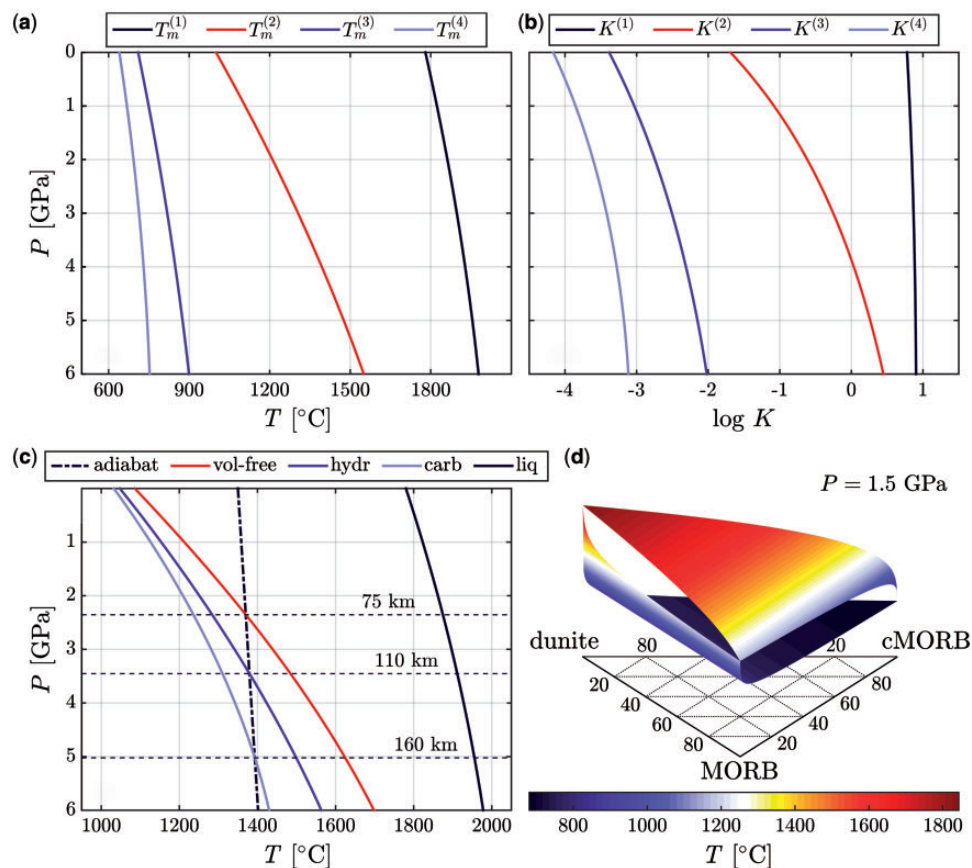 (a) T_m^(1) T_m^(2) T_m^(3) T_m^(4)
0
1
2
3
4
5
6
P [GPa]
600 900 1200 1500 1800
T [°C]
(b) K^(1) K^(2) K^(3) K^(4)
0
1
2
3
4
5
6
-4 -3 -2 -1 0 1
log K
(c) adiabat vol-free hydr carb liq
1
2
3
4
5
6
P [GPa]
75 km
110 km
160 km
1000 1200 1400 1600 1800 2000
T [°C]
(d)
P = 1.5 GPa
dunite 80 20 cMORB
20 80
40 60
60 40
80 20
MORB
800 1000 1200 1400 1600 1800
T [°C]